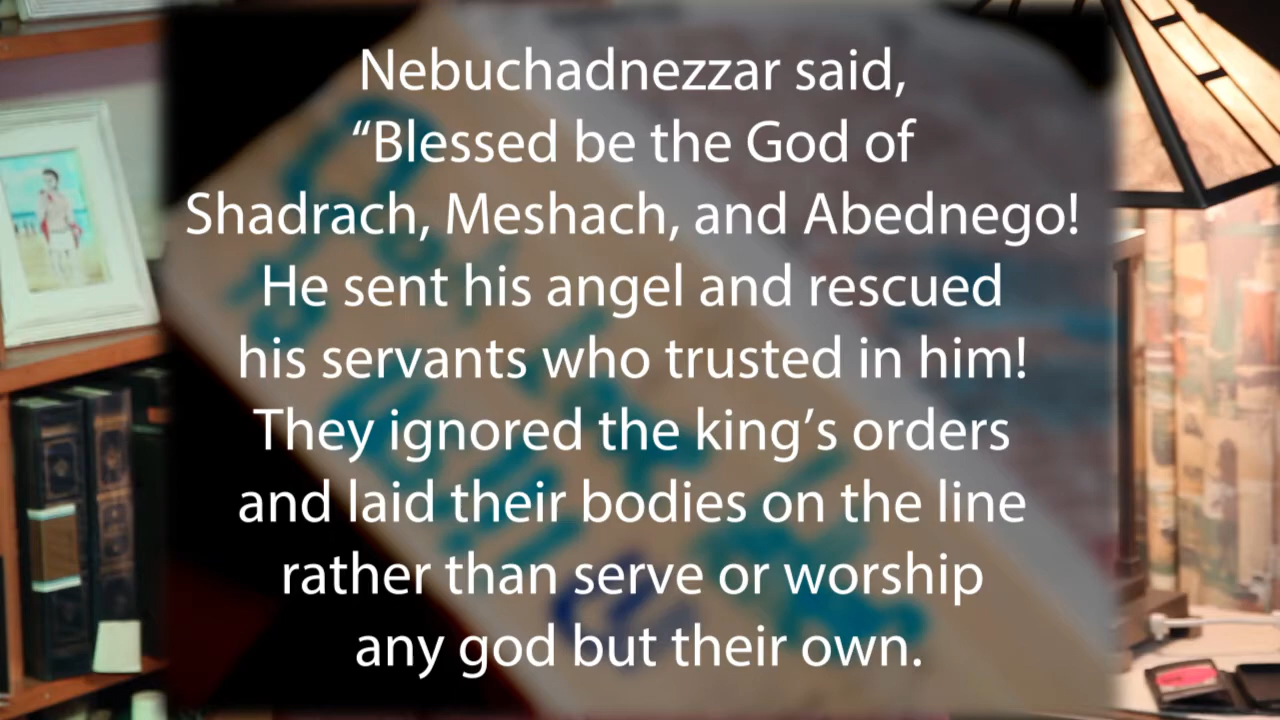 Nebuchadnezzar said,
“Blessed be the God of
Shadrach, Meshach, and Abednego!
He sent his angel and rescued
his servants who trusted in him!
They ignored the king’s orders
and laid their bodies on the line
rather than serve or worship
any god but their own.